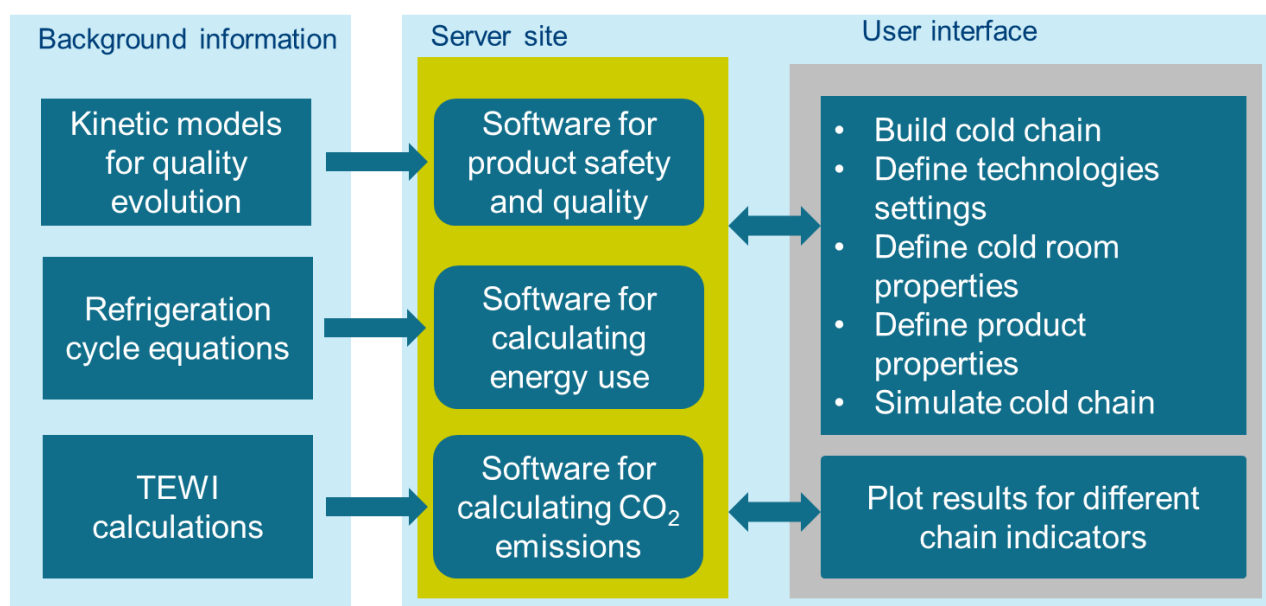 Background information
Kinetic models
for quality
evolution
Refrigeration
cycle equations
TEWI
calculations
Server site
Software for
product safety
and quality
Software for
calculating
energy use
Software for
calculating CO₂
emissions
User interface
• Build cold chain
• Define technologies
settings
• Define cold room
properties
• Define product
properties
• Simulate cold chain
Plot results for different
chain indicators